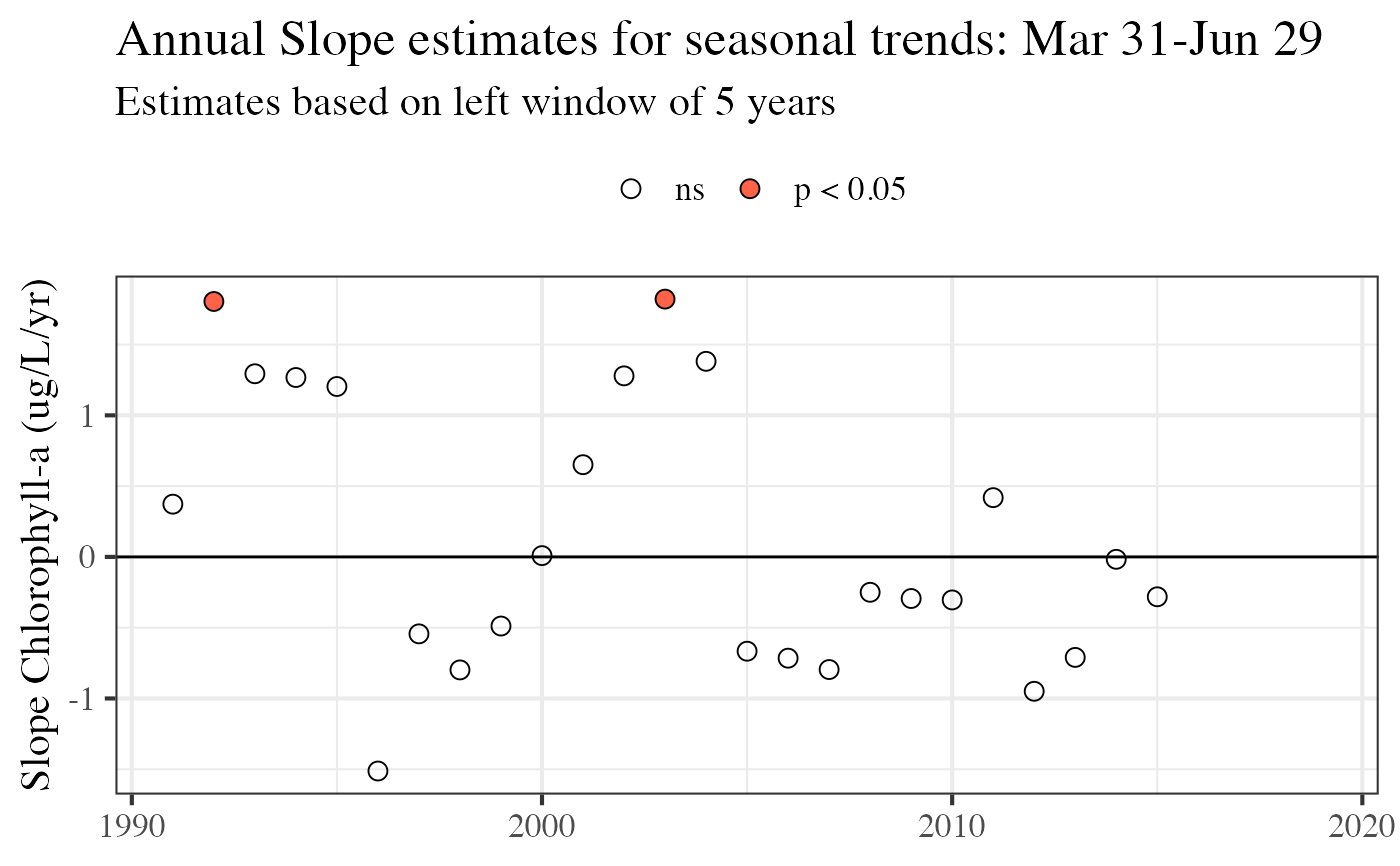 Annual Slope estimates for seasonal trends: Mar 31-Jun 29
Estimates based on left window of 5 years
ns p < 0.05
Slope Chlorophyll-a (ug/L/yr)
1
0
-1
1990 2000 2010 2020